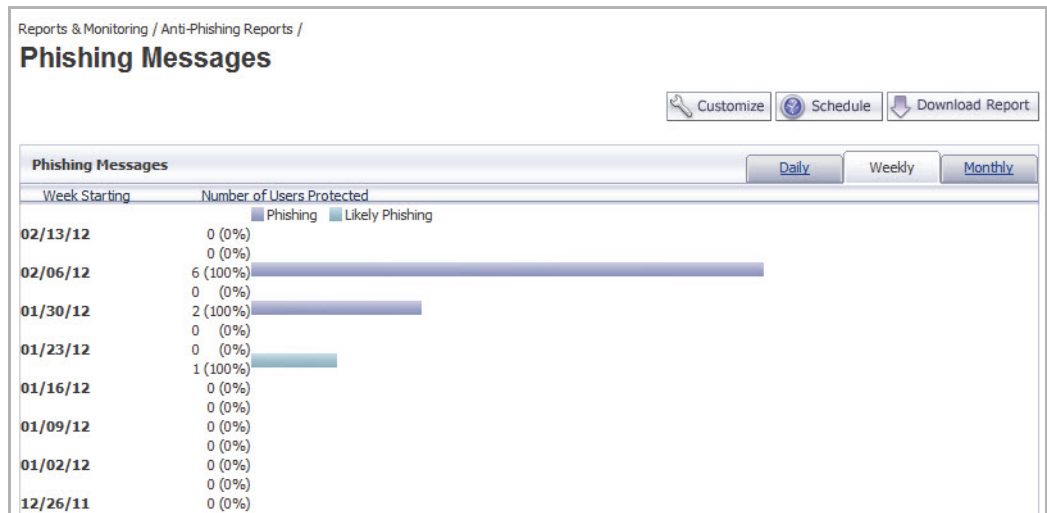 Reports & Monitoring / Anti-Phishing Reports /
Phishing Messages
Customize Schedule Download Report
Phishing Messages Daily Weekly Monthly
Week Starting Number of Users Protected
Phishing Likely Phishing
02/13/12 0 (0%)
0 (0%)
02/06/12 6 (100%)
0 (0%)
01/30/12 2 (100%)
0 (0%)
01/23/12 0 (0%)
1 (100%)
01/16/12 0 (0%)
0 (0%)
01/09/12 0 (0%)
0 (0%)
01/02/12 0 (0%)
0 (0%)
12/26/11 0 (0%)